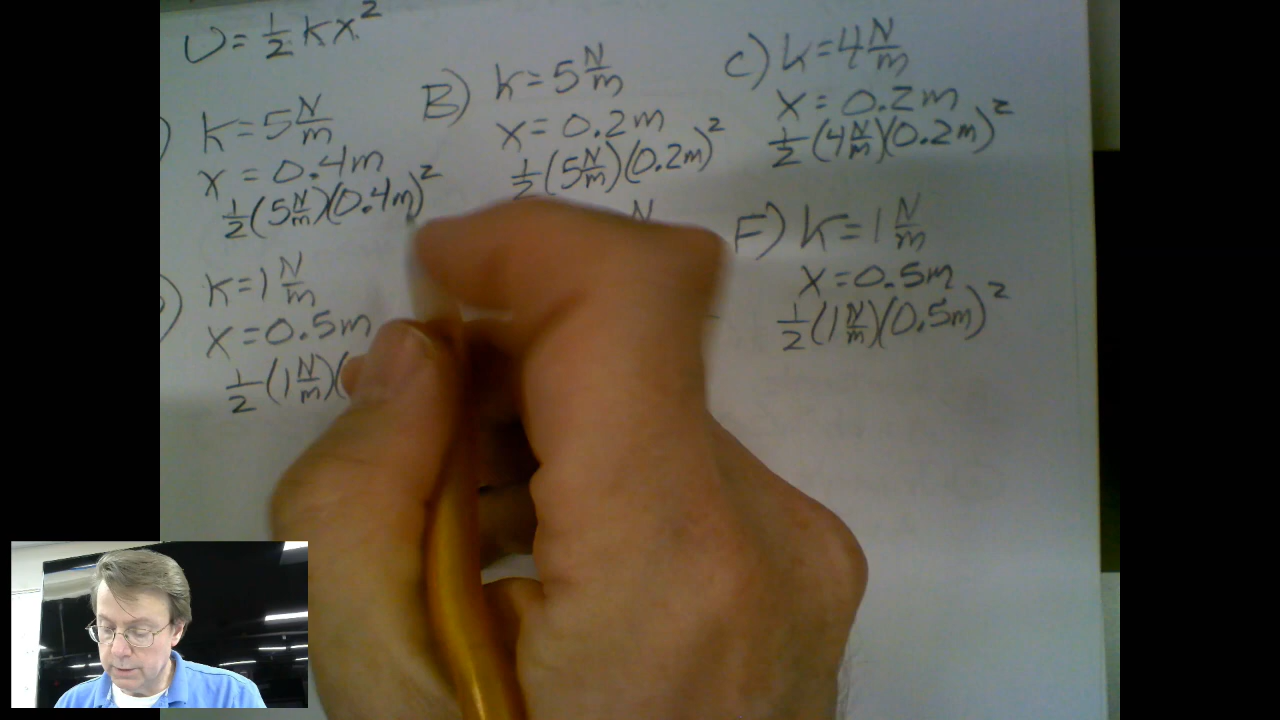 U = 1/2 k x²
) k = 5 N/m
x = 0.4m
1/2 (5 N/m)(0.4m)²
B) k = 5 N/m
x = 0.2m
1/2 (5 N/m)(0.2m)²
C) k = 4 N/m
x = 0.2m
1/2 (4 N/m)(0.2m)²
) k = 1 N/m
x = 0.5m
1/2 (1 N/m)(
N
F) k = 1 N/m
x = 0.5m
1/2 (1 N/m)(0.5m)²